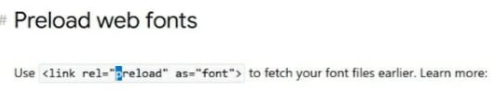 # Preload web fonts
Use <link rel="preload" as="font"> to fetch your font files earlier. Learn more: